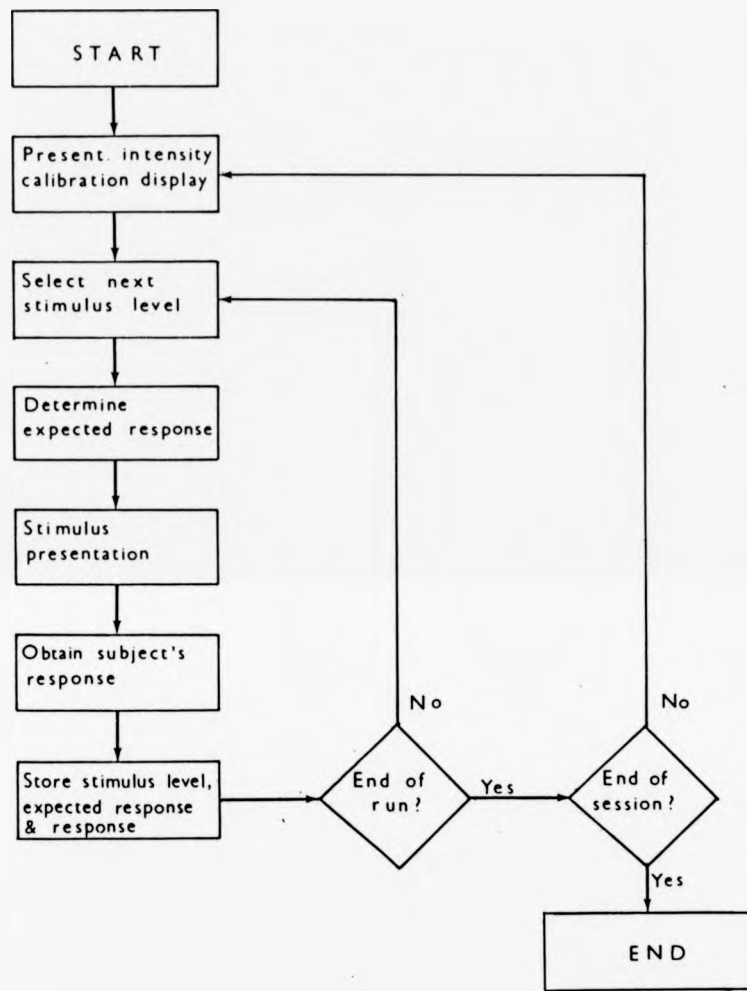 START
Present. intensity
calibration display
Select next
stimulus level
Determine
expected response
Stimulus
presentation
Obtain subject's
response
Store stimulus level,
expected response
& response
End of
run?
No
Yes
End of
session?
No
Yes
END